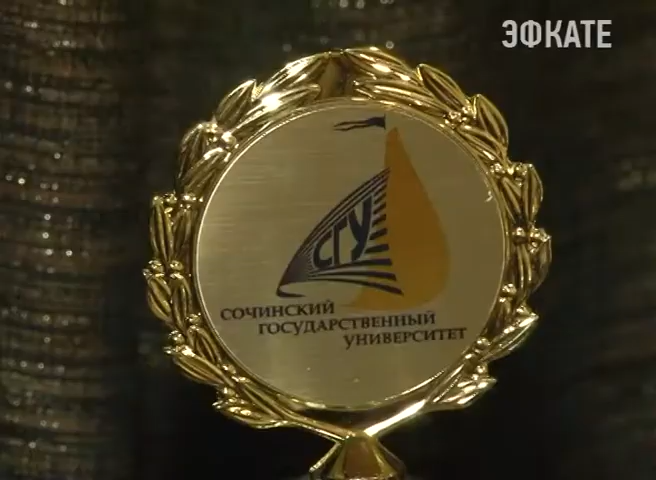 ЭФКАТЕ
СГУ
СОЧИНСКИЙ
ГОСУДАРСТВЕННЫЙ
УНИВЕРСИТЕТ